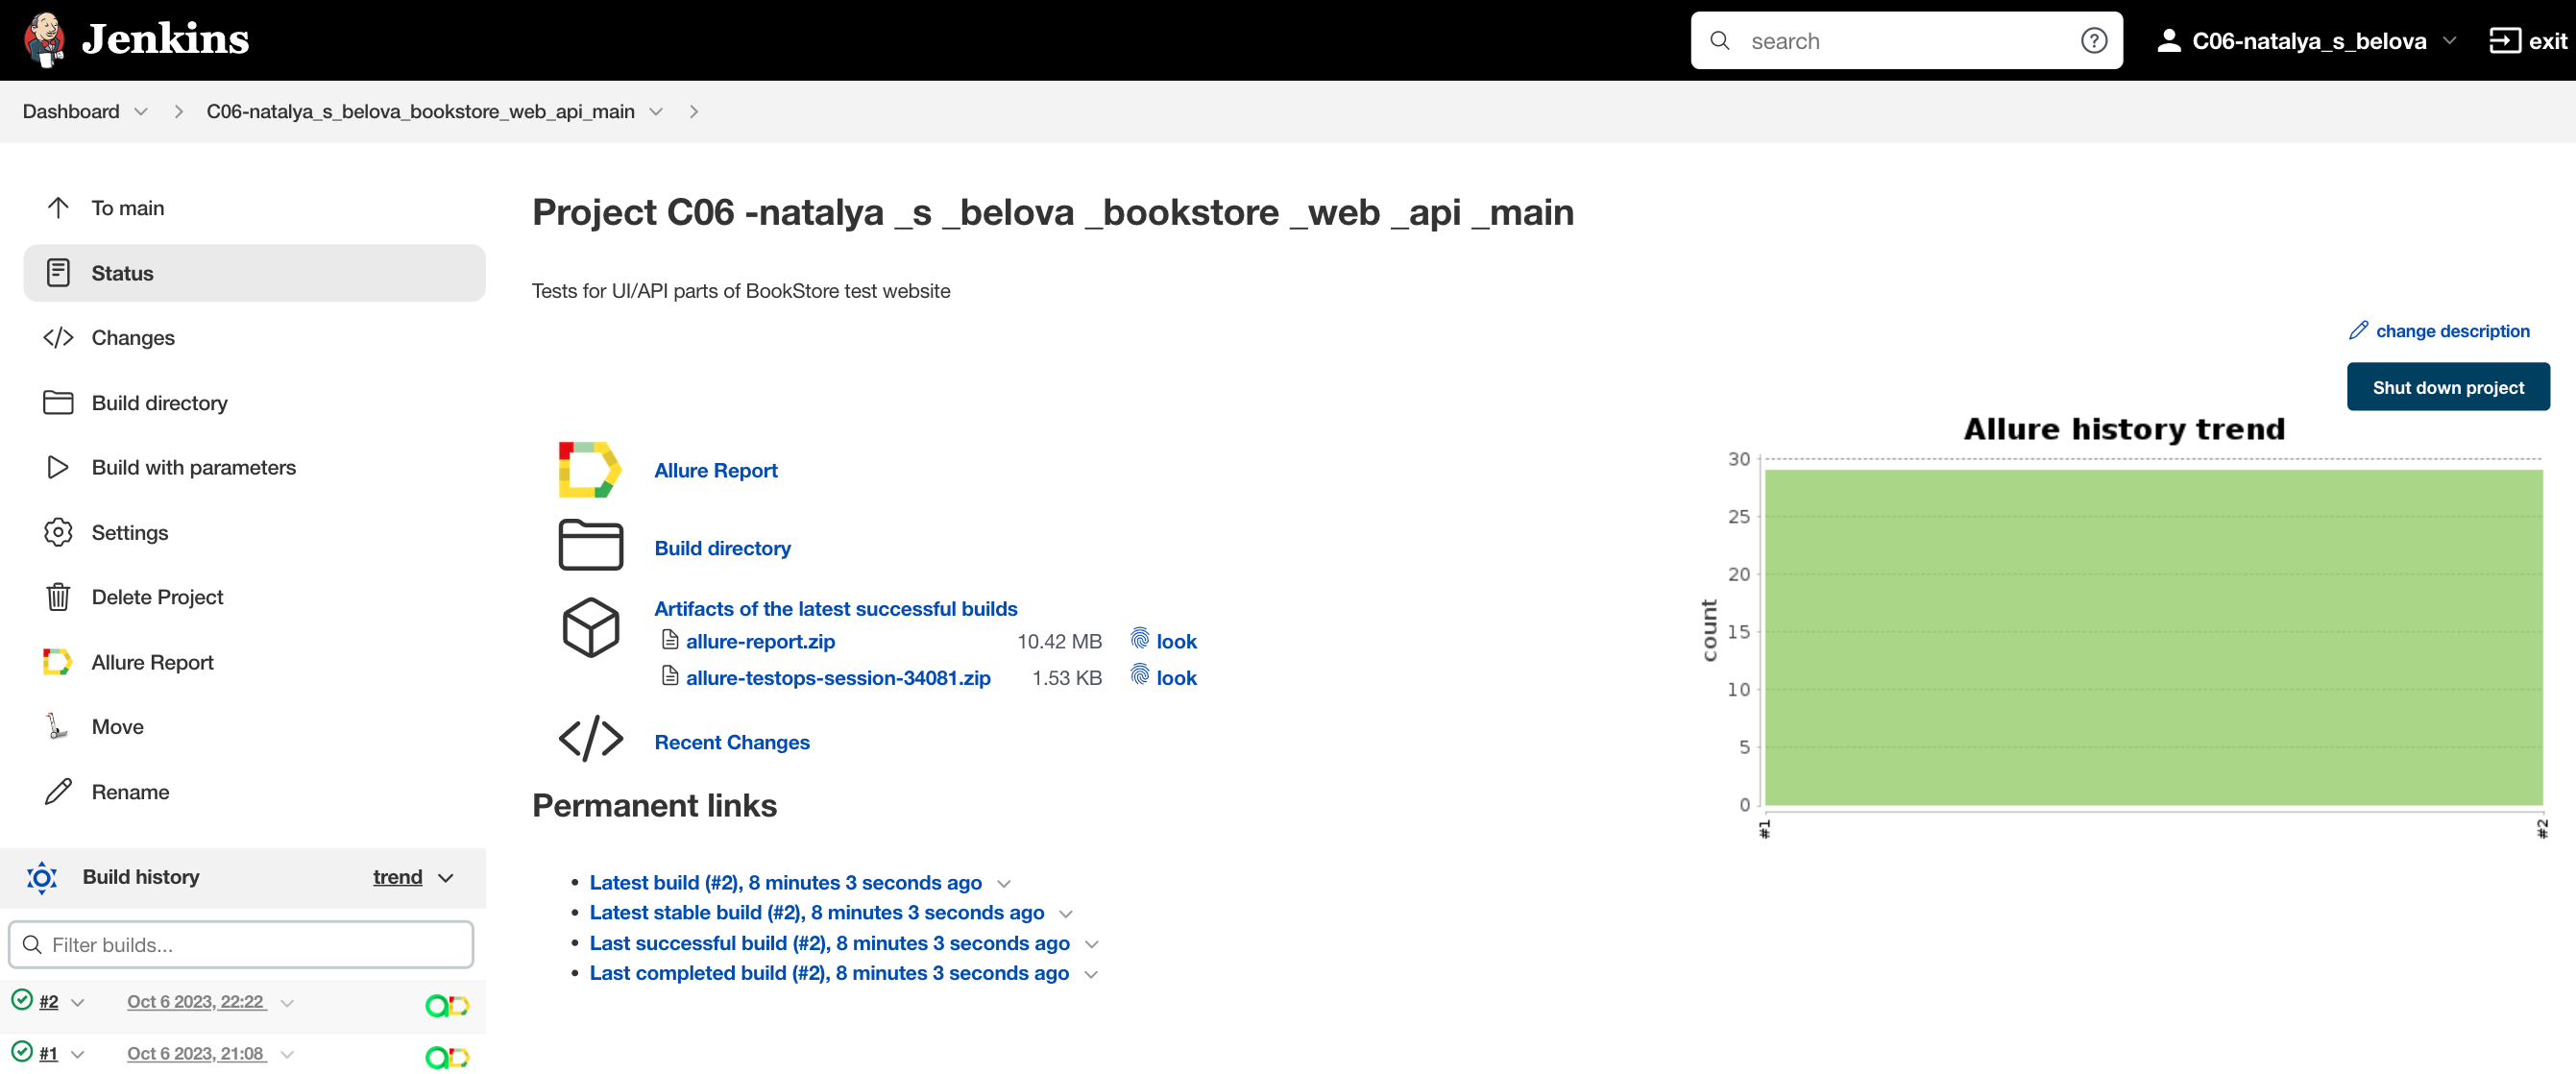 Jenkins
search
C06-natalya_s_belova
exit
Dashboard
C06-natalya_s_belova_bookstore_web_api_main
To main
Status
Changes
Build directory
Build with parameters
Settings
Delete Project
Allure Report
Move
Rename
Build history
trend
Filter builds...
#2
Oct 6 2023, 22:22
#1
Oct 6 2023, 21:08
Project C06 -natalya _s _belova _bookstore _web _api _main
Tests for UI/API parts of BookStore test website
change description
Shut down project
Allure Report
Build directory
Artifacts of the latest successful builds
allure-report.zip 10.42 MB look
allure-testops-session-34081.zip 1.53 KB look
Recent Changes
Permanent links
• Latest build (#2), 8 minutes 3 seconds ago
• Latest stable build (#2), 8 minutes 3 seconds ago
• Last successful build (#2), 8 minutes 3 seconds ago
• Last completed build (#2), 8 minutes 3 seconds ago
Allure history trend
count
30
25
20
15
10
5
0
#1
#2